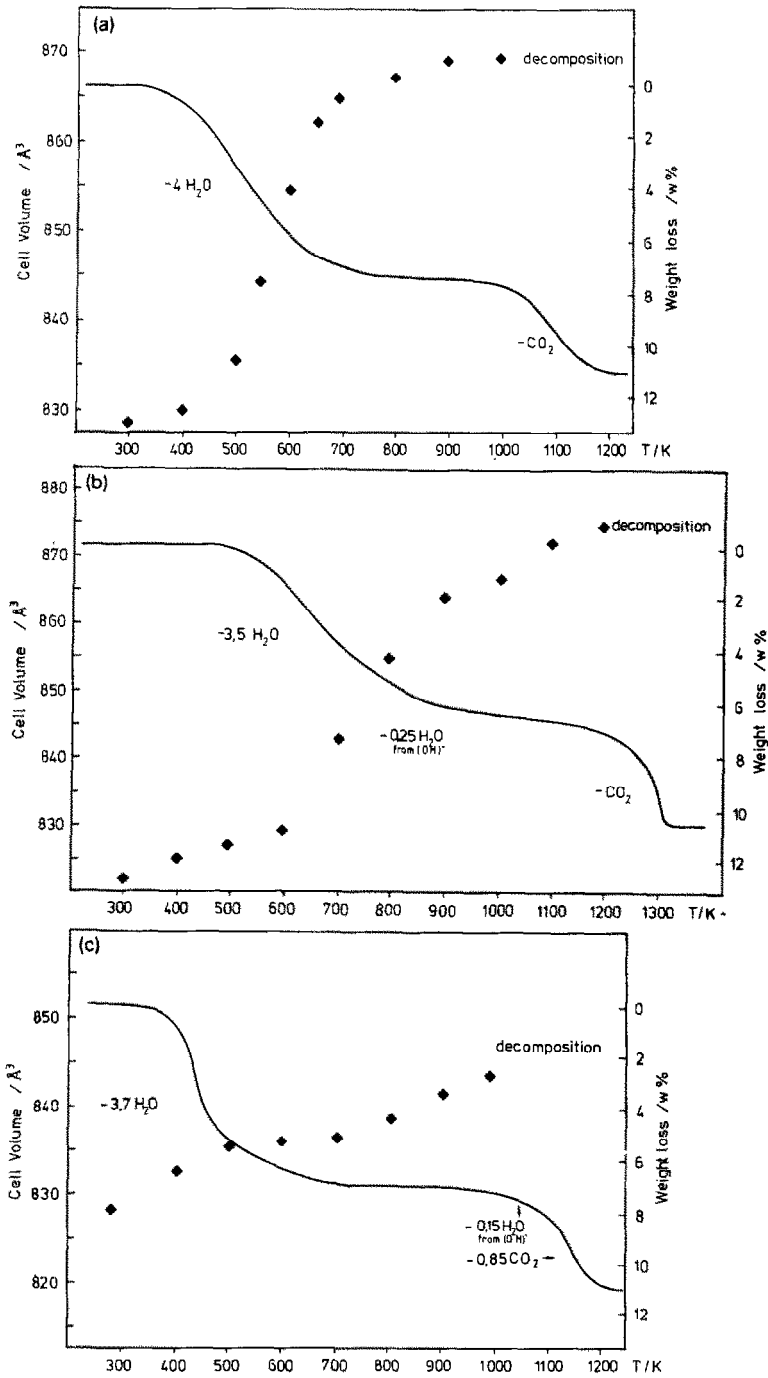 (a)
870
860
850
840
830
Cell Volume / Å³
decomposition
-4 H₂O
-CO₂
0
2
4
6
8
10
12
Weight loss /w%
300 400 500 600 700 800 900 1000 1100 1200 T/K
(b)
880
870
860
850
840
830
Cell Volume / Å³
decomposition
-3,5 H₂O
-0,25 H₂O
from (OH)⁻
-CO₂
0
2
4
6
8
10
12
Weight loss /w%
300 400 500 600 700 800 900 1000 1100 1200 1300 T/K
(c)
850
840
830
820
Cell Volume / Å³
decomposition
-3,7 H₂O
-0,15 H₂O
from (OH)⁻
-0,85 CO₂
0
2
4
6
8
10
12
Weight loss /w%
300 400 500 600 700 800 900 1000 1100 1200 T/K